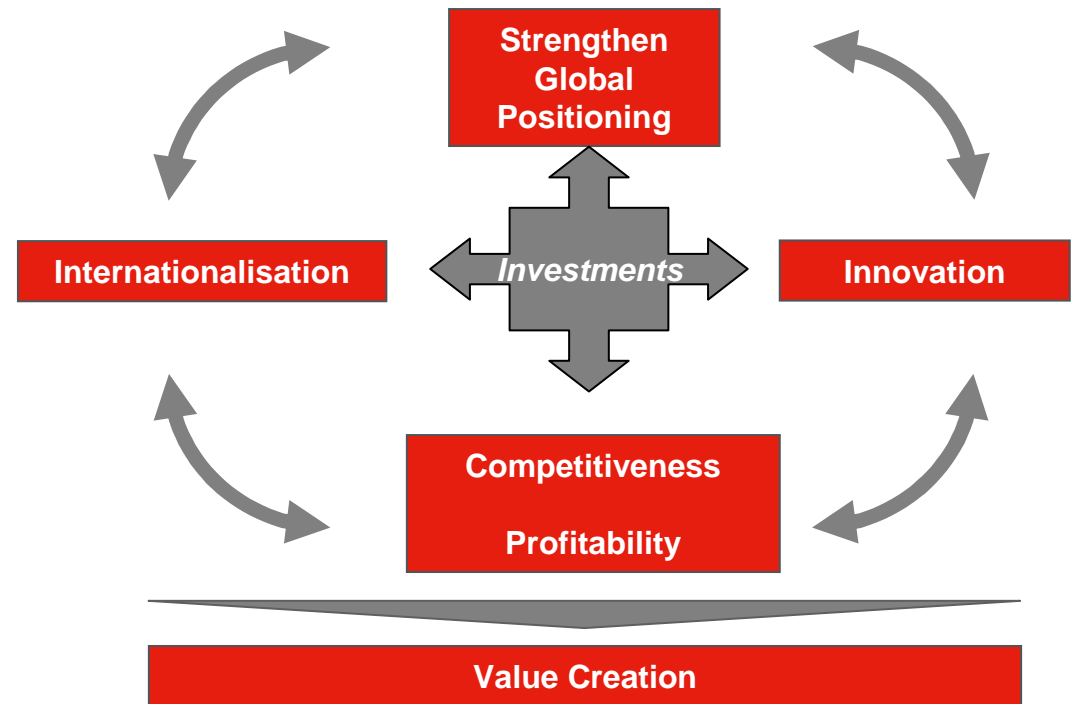 Strengthen
Global
Positioning
Internationalisation
Investments
Innovation
Competitiveness
Profitability
Value Creation